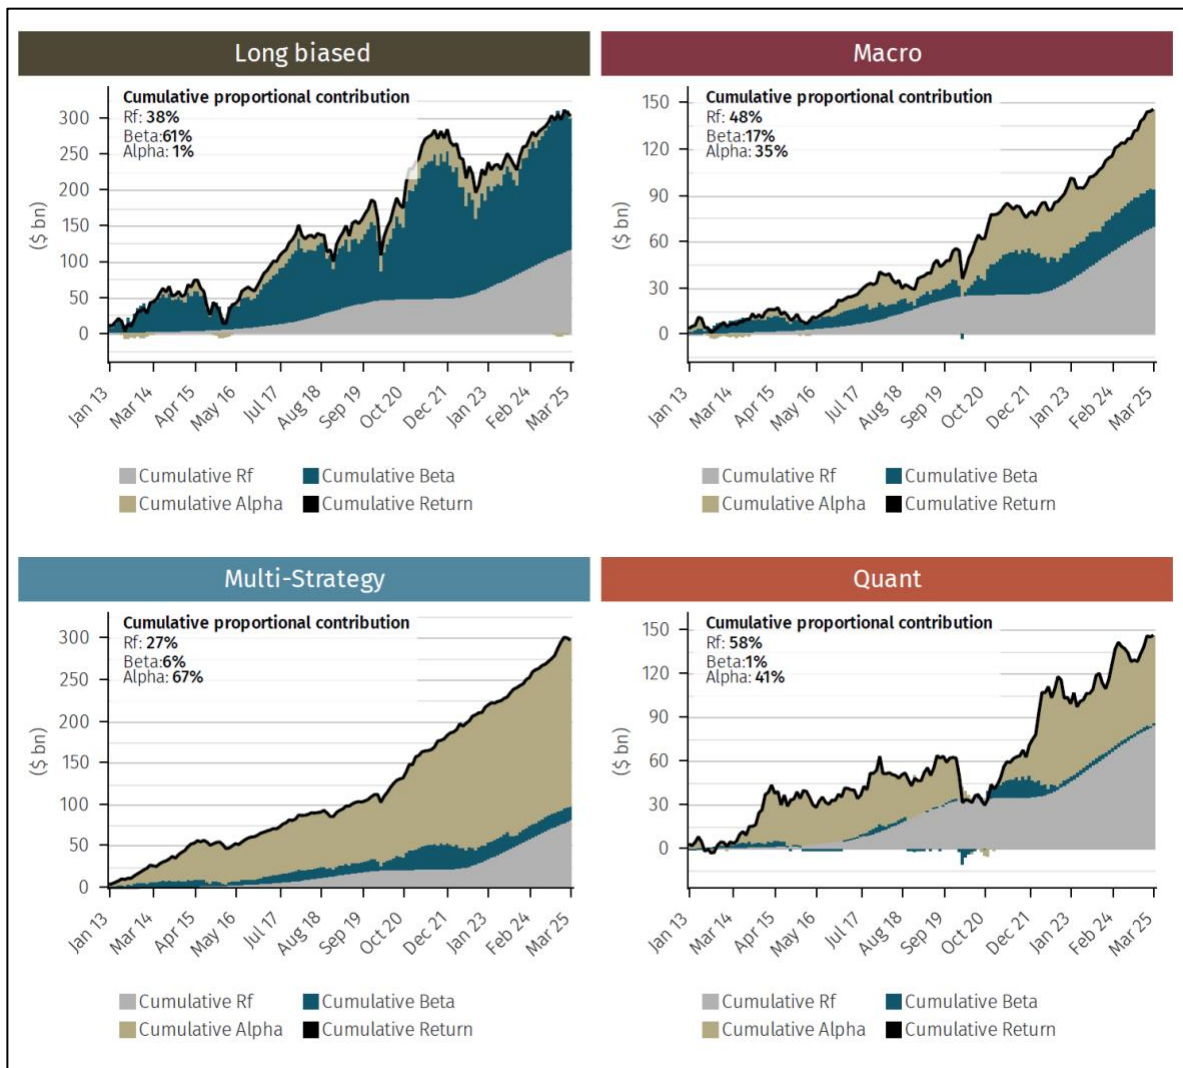 Long biased
Cumulative proportional contribution
Rf: 38%
Beta:61%
Alpha: 1%
300
250
200
150
100
50
0
($ bn)
Jan 13
Mar 14
Apr 15
May 16
Jul 17
Aug 18
Sep 19
Oct 20
Dec 21
Jan 23
Feb 24
Mar 25
Cumulative Rf
Cumulative Beta
Cumulative Alpha
Cumulative Return
Macro
Cumulative proportional contribution
Rf: 48%
Beta:17%
Alpha: 35%
150
120
90
60
30
0
($ bn)
Jan 13
Mar 14
Apr 15
May 16
Jul 17
Aug 18
Sep 19
Oct 20
Dec 21
Jan 23
Feb 24
Mar 25
Cumulative Rf
Cumulative Beta
Cumulative Alpha
Cumulative Return
Multi-Strategy
Cumulative proportional contribution
Rf: 27%
Beta:6%
Alpha: 67%
300
250
200
150
100
50
0
($ bn)
Jan 13
Mar 14
Apr 15
May 16
Jul 17
Aug 18
Sep 19
Oct 20
Dec 21
Jan 23
Feb 24
Mar 25
Cumulative Rf
Cumulative Beta
Cumulative Alpha
Cumulative Return
Quant
Cumulative proportional contribution
Rf: 58%
Beta:1%
Alpha: 41%
150
120
90
60
30
0
($ bn)
Jan 13
Mar 14
Apr 15
May 16
Jul 17
Aug 18
Sep 19
Oct 20
Dec 21
Jan 23
Feb 24
Mar 25
Cumulative Rf
Cumulative Beta
Cumulative Alpha
Cumulative Return